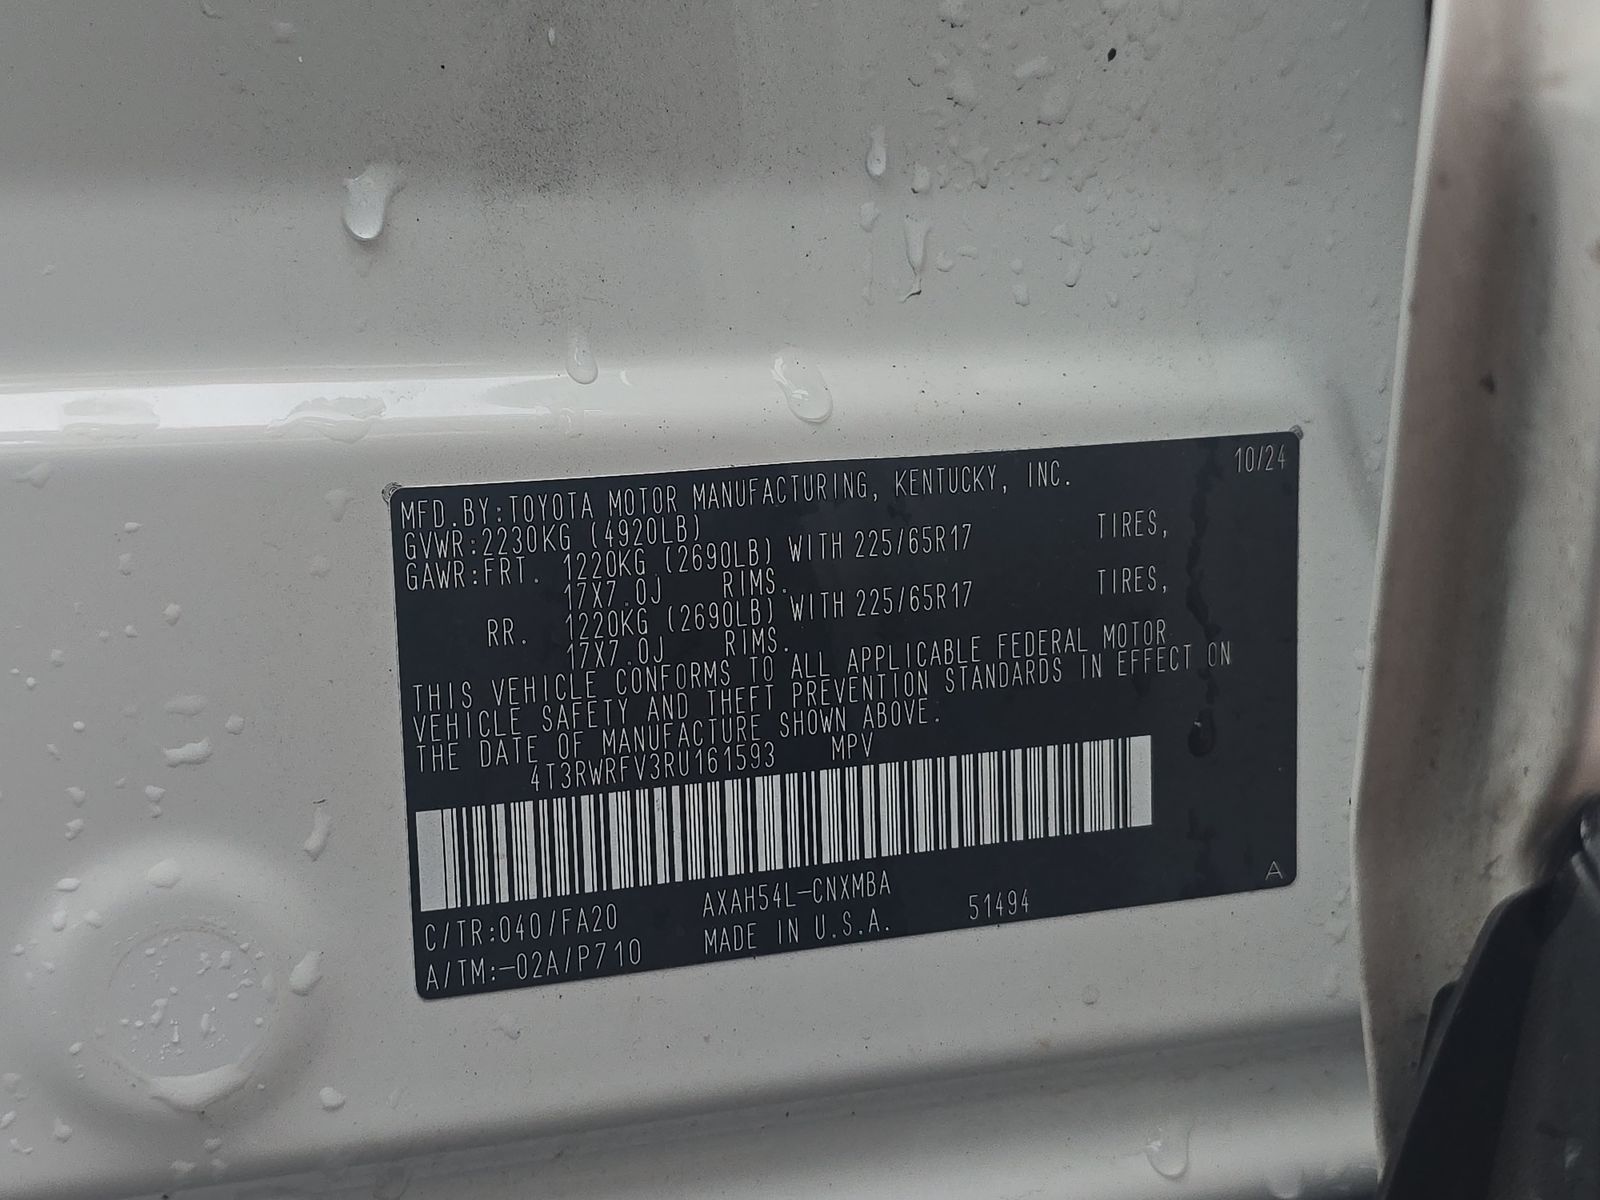 MFD.BY:TOYOTA MOTOR MANUFACTURING, KENTUCKY, INC. 10/24
GVWR:2230KG (4920LB)
GAWR:FRT. 1220KG (2690LB) WITH 225/65R17 TIRES,
17X7.0J RIMS.
RR. 1220KG (2690LB) WITH 225/65R17 TIRES,
17X7.0J RIMS.
THIS VEHICLE CONFORMS TO ALL APPLICABLE FEDERAL MOTOR
VEHICLE SAFETY AND THEFT PREVENTION STANDARDS IN EFFECT ON
THE DATE OF MANUFACTURE SHOWN ABOVE.
4T3RWRFV3RU161593 MPV
C/TR:040/FA20 AXAH54L-CNXMBA
A/TM:-02A/P710 MADE IN U.S.A. 51494
A